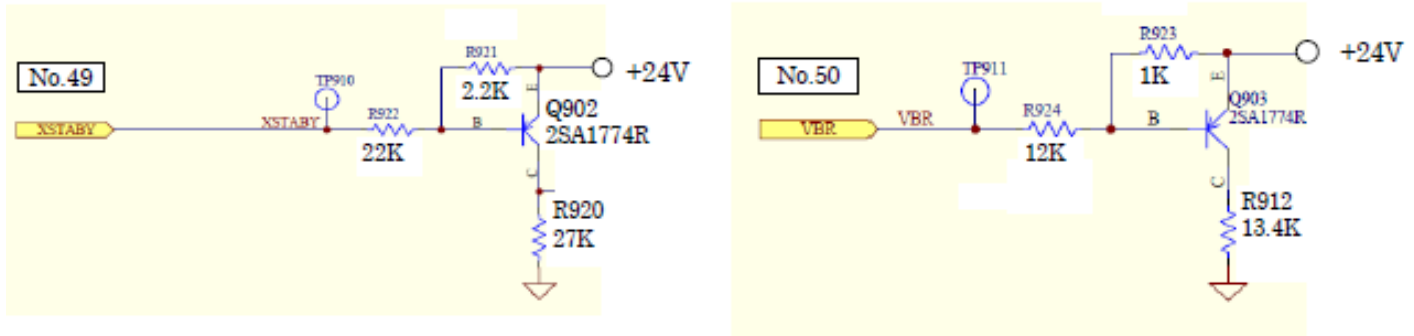 No.49
XSTABY
XSTABY
TP910
R922
22K
R921
2.2K
B
E
C
+24V
Q902
2SA1774R
R920
27K
No.50
VBR
VBR
TP911
R924
12K
R923
1K
B
E
C
+24V
Q903
2SA1774R
R912
13.4K